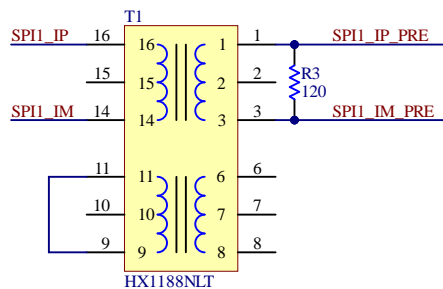 T1
SPI1_IP 16 16 1 1 SPI1_IP_PRE
15 15 2 2 R3
120
SPI1_IM 14 14 3 3 SPI1_IM_PRE
11 11 6 6
10 10 7 7
9 9 8 8
HX1188NLT